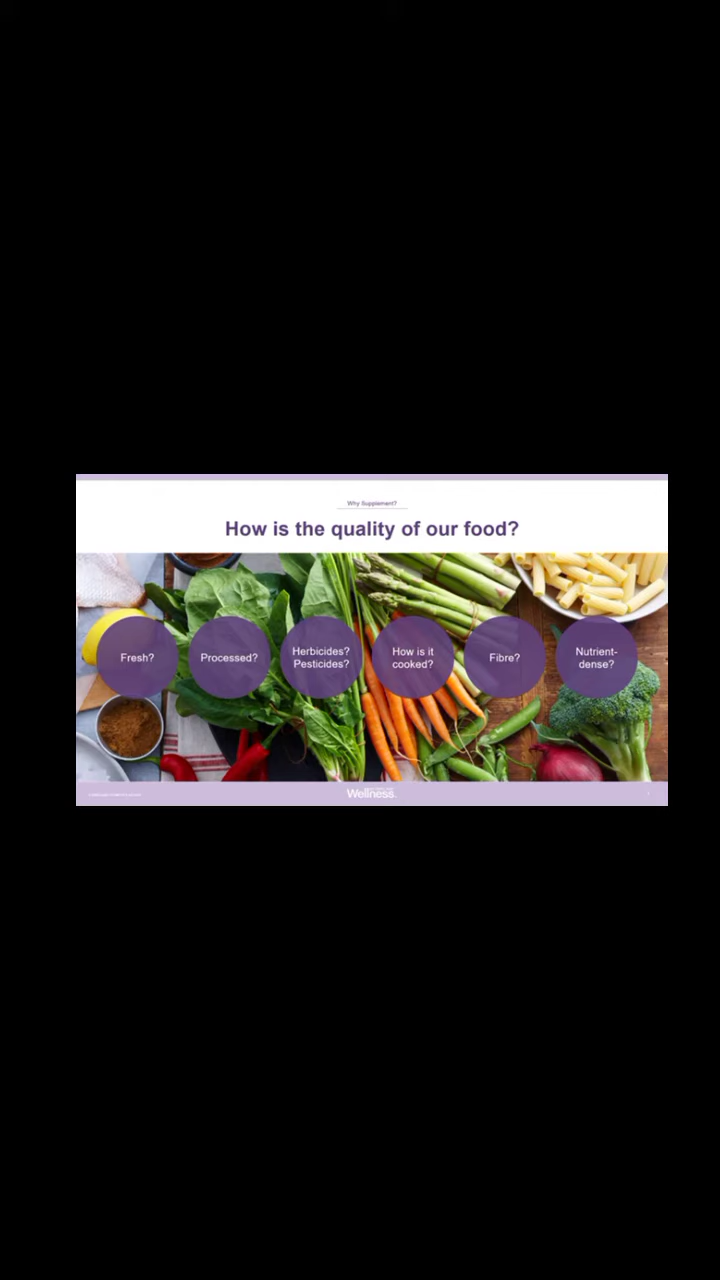 Why Supplement?
How is the quality of our food?
Fresh?
Processed?
Herbicides?
Pesticides?
How is it
cooked?
Fibre?
Nutrient-
dense?
Wellness.